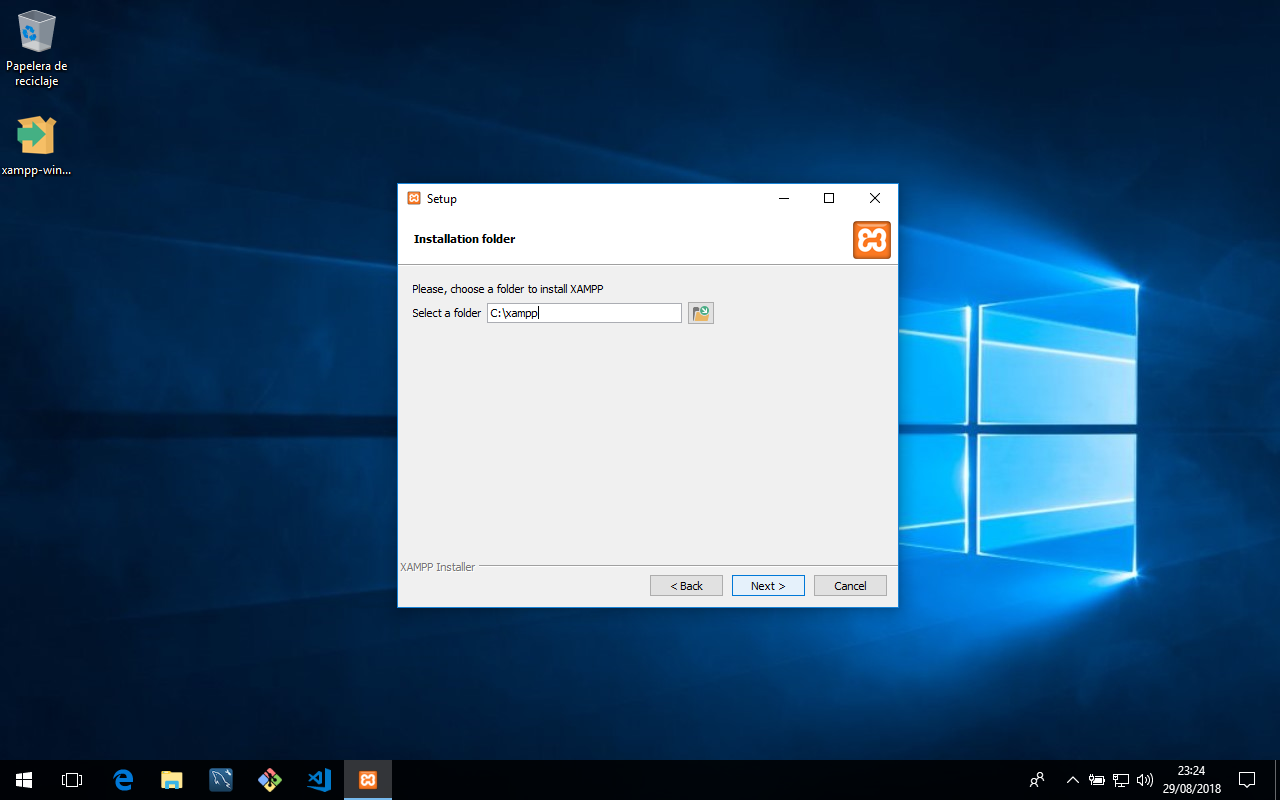 Papelera de
reciclaje
xampp-win...
Setup
Installation folder
Please, choose a folder to install XAMPP
Select a folder C:\xampp
XAMPP Installer
< Back Next > Cancel
23:24
29/08/2018